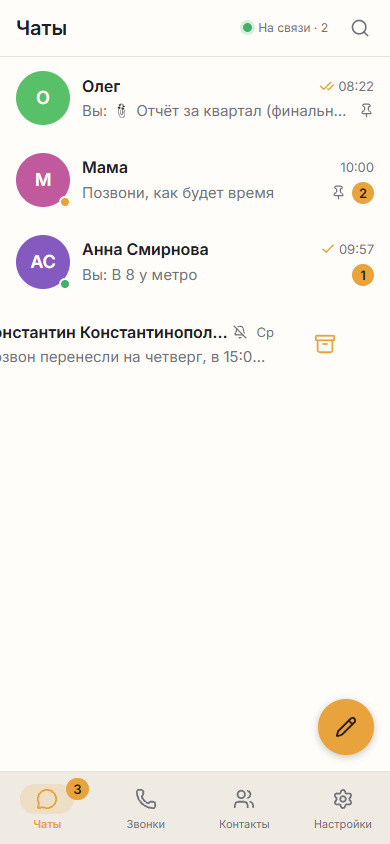 Чаты
На связи · 2
О
Олег
08:22
Вы: Отчёт за квартал (финальн...
М
Мама
10:00
Позвони, как будет время
2
АС
Анна Смирнова
09:57
Вы: В 8 у метро
1
онстантин Константинопол...
Ср
озвон перенесли на четверг, в 15:0...
3
Чаты
Звонки
Контакты
Настройки